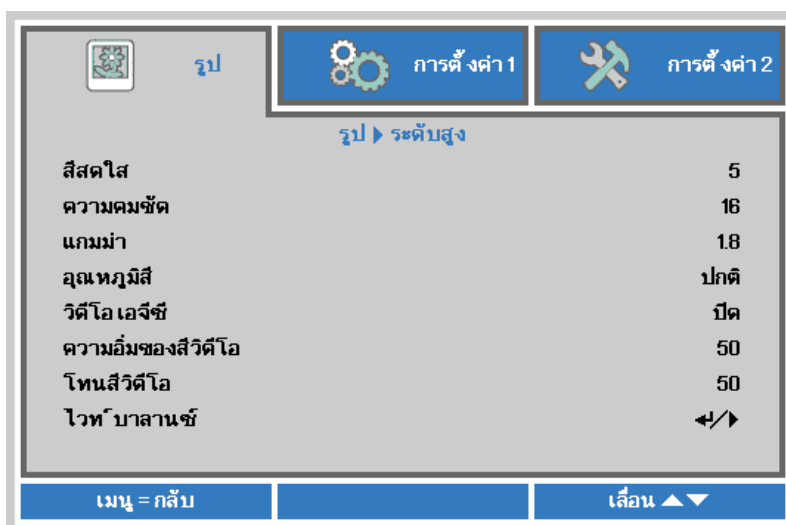 รูป การตั้งค่า 1 การตั้งค่า 2
รูป ▶ ระดับสูง
สีสดใส 5
ความคมชัด 16
แกมม่า 1.8
อุณหภูมิสี ปกติ
วิดีโอ เอจีซี ปิด
ความอิ่มของสีวิดีโอ 50
โทนสีวิดีโอ 50
ไวท์ บาลานซ์ ↵/▶
เมนู = กลับ เลื่อน ▲▼